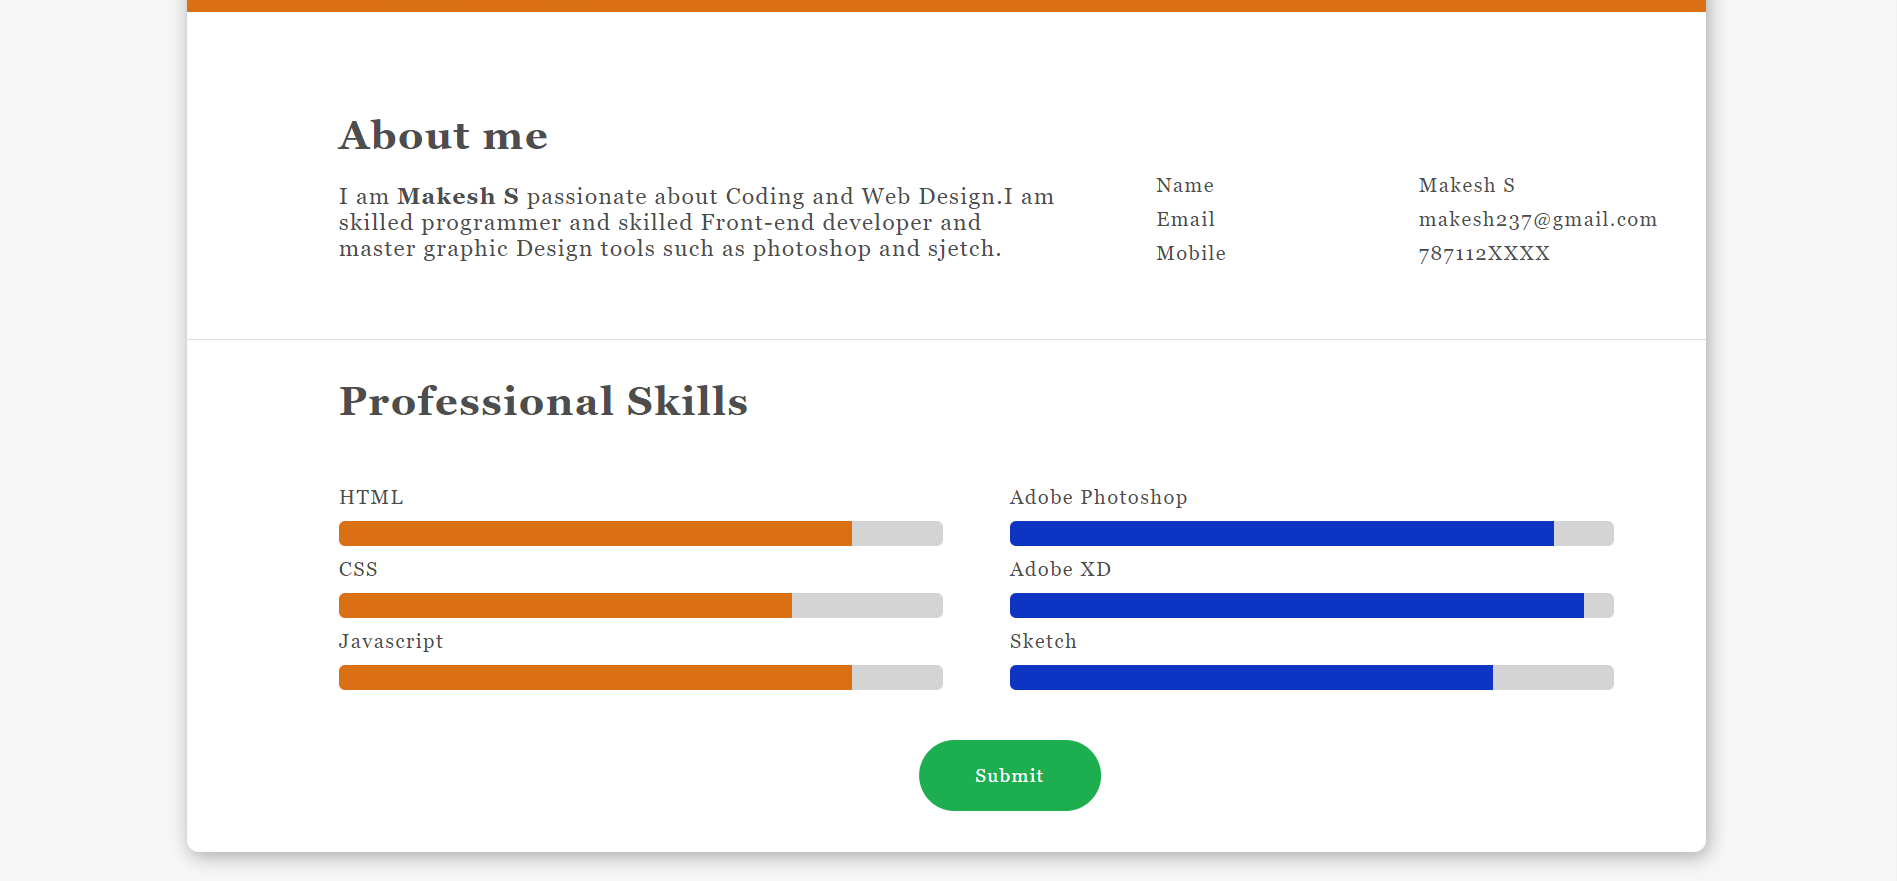 About me
I am Makesh S passionate about Coding and Web Design.I am
skilled programmer and skilled Front-end developer and
master graphic Design tools such as photoshop and sjetch.
Name Makesh S
Email makesh237@gmail.com
Mobile 787112XXXX
Professional Skills
HTML
CSS
Javascript
Adobe Photoshop
Adobe XD
Sketch
Submit